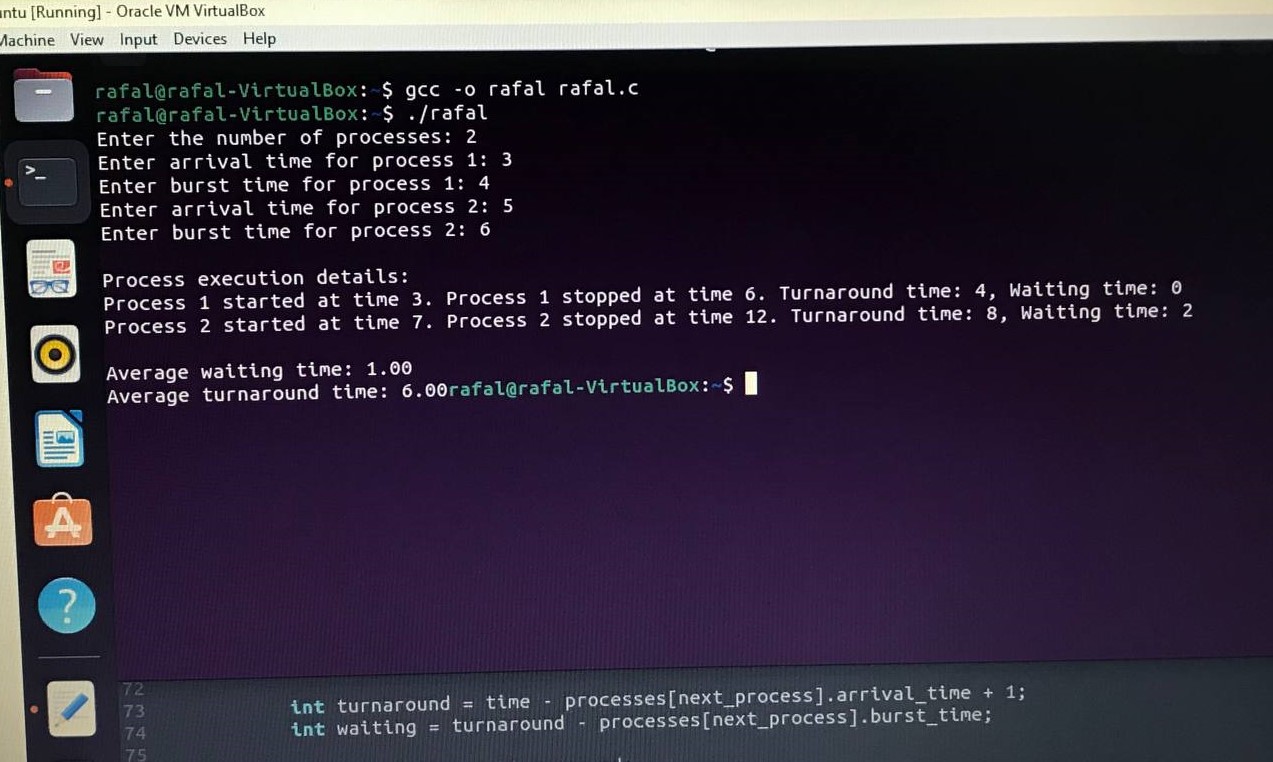 ntu [Running] - Oracle VM VirtualBox
Machine View Input Devices Help
rafal@rafal-VirtualBox:~$ gcc -o rafal rafal.c
rafal@rafal-VirtualBox:~$ ./rafal
Enter the number of processes: 2
Enter arrival time for process 1: 3
Enter burst time for process 1: 4
Enter arrival time for process 2: 5
Enter burst time for process 2: 6
Process execution details:
Process 1 started at time 3. Process 1 stopped at time 6. Turnaround time: 4, Waiting time: 0
Process 2 started at time 7. Process 2 stopped at time 12. Turnaround time: 8, Waiting time: 2
Average waiting time: 1.00
Average turnaround time: 6.00rafal@rafal-VirtualBox:~$
72
73 int turnaround = time - processes[next_process].arrival_time + 1;
74 int waiting = turnaround - processes[next_process].burst_time;
75